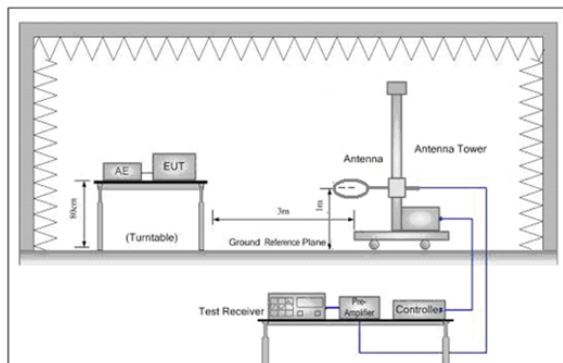 Antenna
Antenna Tower
AE
EUT
80cm
3m
1m
(Turntable)
Ground Reference Plane
Test Receiver
Pre-
Amplifier
Controller